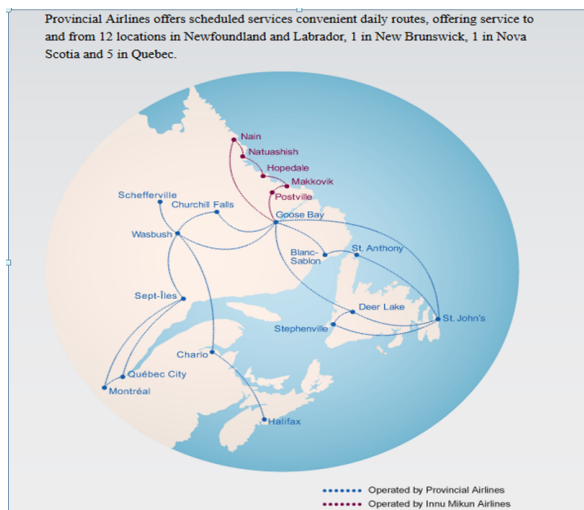 Provincial Airlines offers scheduled services convenient daily routes, offering service to
and from 12 locations in Newfoundland and Labrador, 1 in New Brunswick, 1 in Nova
Scotia and 5 in Quebec.
Nain
Natuashish
Hopedale
Makkovik
Postville
Schefferville
Churchill Falls
Goose Bay
Wasbush
Blanc-
Sablon
St. Anthony
Sept-Îles
Deer Lake
St. John's
Stephenville
Charlo
Québec City
Montréal
Halifax
Operated by Provincial Airlines
Operated by Innu Mikun Airlines